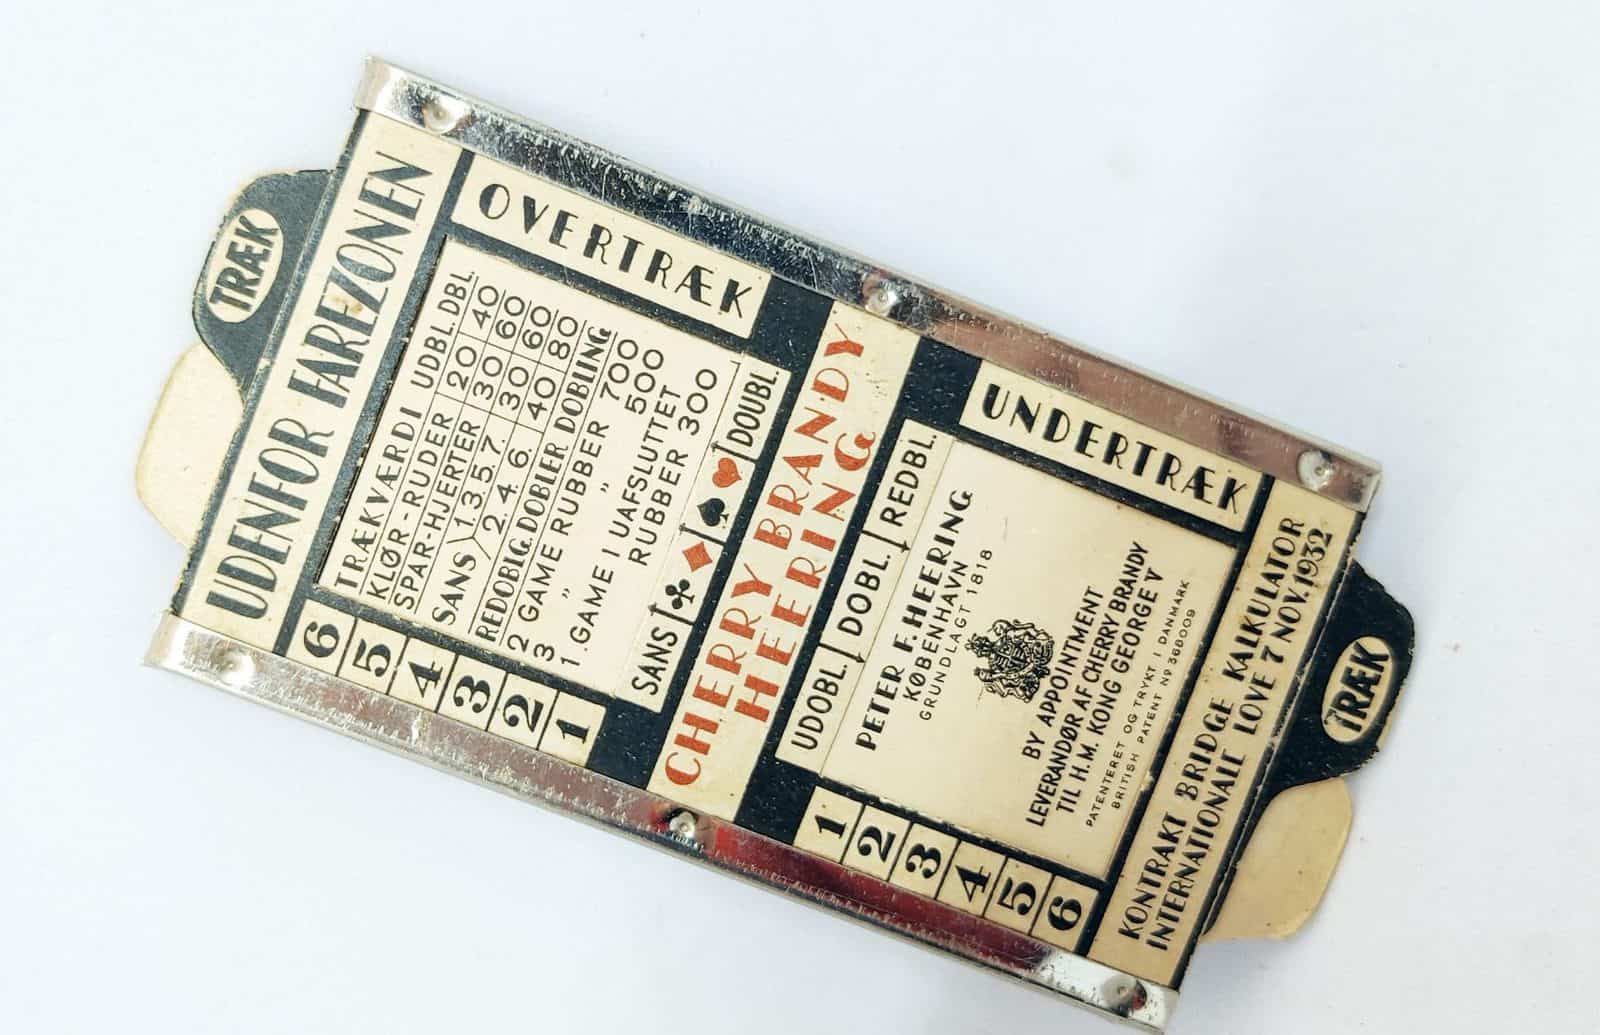 TRÆK
UDENFOR FAREZONEN
OVERTRÆK
TRÆKVÆRDI UDBL. DBL.
KLØR-RUDER 20 40
SPAR-HJERTER 30 60
SANS 1.3.5.7. 30 60
2.4.6. 40 80
REDOBLG. DOBLER DOBLING
2 GAME RUBBER 700
3 " " 500
1. GAME I UAFSLUTTET
RUBBER 300
6
5
4
3
2
1
SANS ♣ ♦ ♠ ♥ DOUBL.
CHERRY BRANDY
HEERING
UNDERTRÆK
UDOBL. DOBL. REDBL.
PETER F. HEERING
KØBENHAVN
GRUNDLAGT 1818
BY APPOINTMENT
LEVERANDØR AF CHERRY BRANDY
TIL H.M. KONG GEORGE V
PATENTERET OG TRYKT I DANMARK
BRITISH PATENT Nº 368009
1
2
3
4
5
6
KONTRAKT BRIDGE KALKULATOR
INTERNATIONALE LOVE 7 NOV. 1932
TRÆK